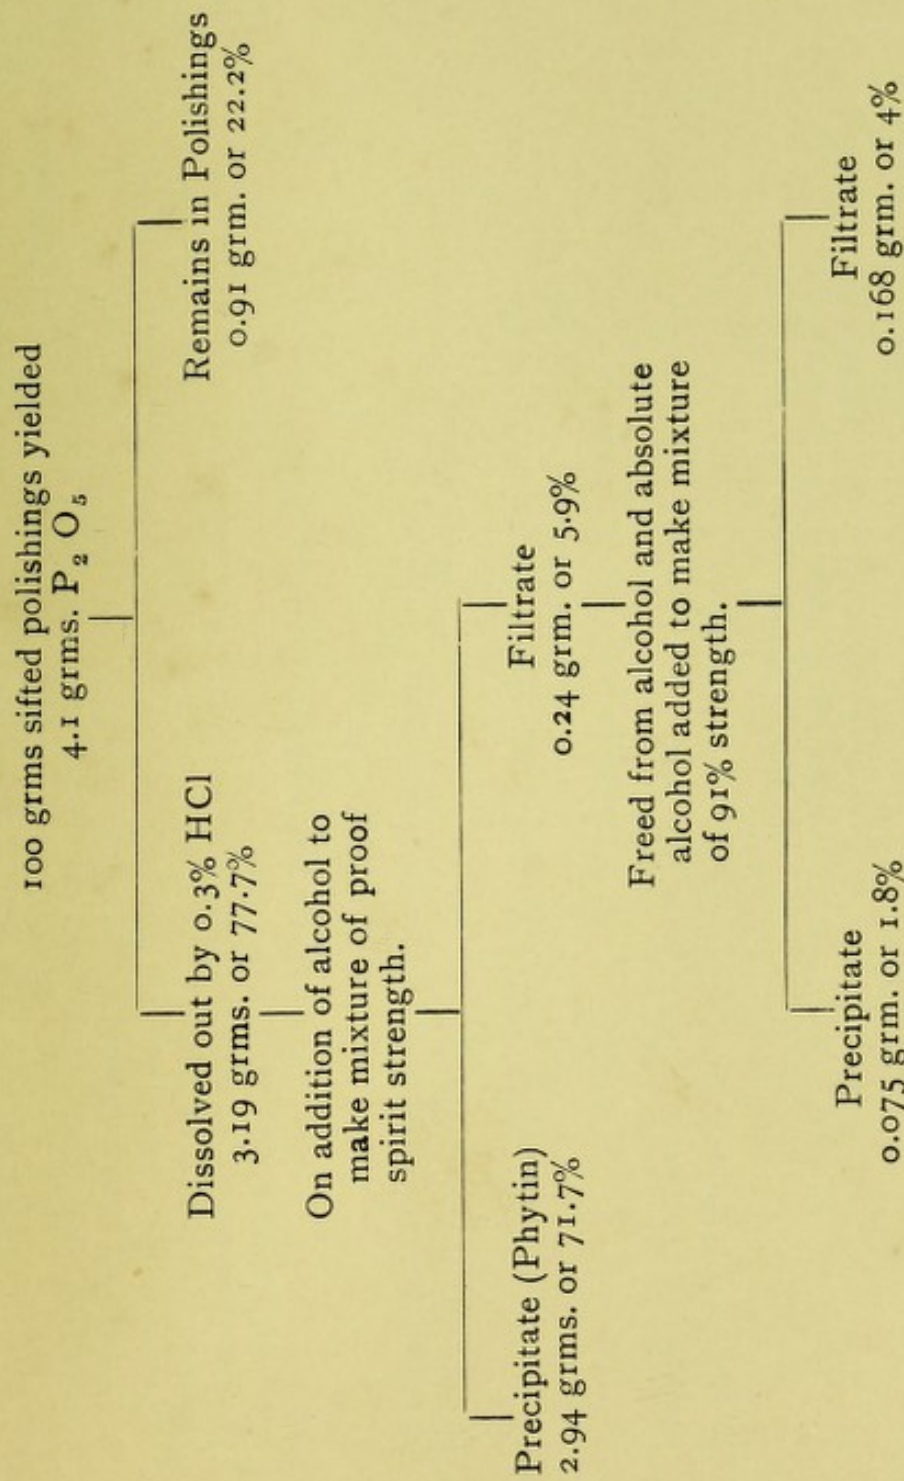 100 grms sifted polishings yielded
4.1 grms. P₂ O₅
Dissolved out by 0.3% HCl
3.19 grms. or 77.7%
Remains in Polishings
0.91 grm. or 22.2%
On addition of alcohol to
make mixture of proof
spirit strength.
Precipitate (Phytin)
2.94 grms. or 71.7%
Filtrate
0.24 grm. or 5.9%
Freed from alcohol and absolute
alcohol added to make mixture
of 91% strength.
Precipitate
0.075 grm. or 1.8%
Filtrate
0.168 grm. or 4%